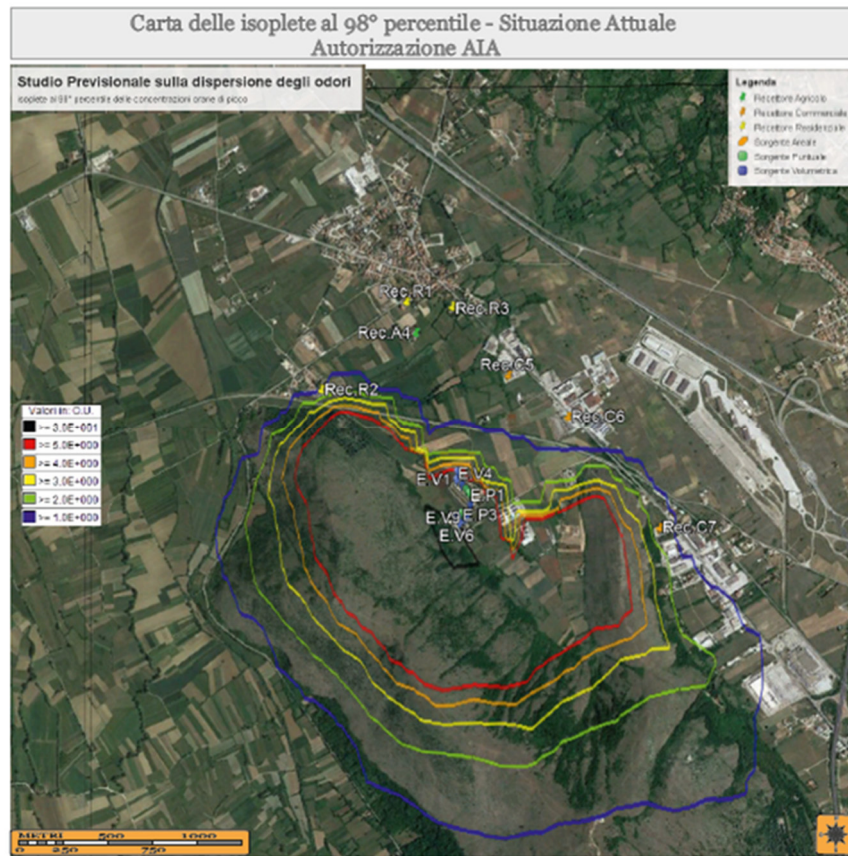 Carta delle isoplete al 98° percentile - Situazione Attuale
Autorizzazione AIA
Studio Previsionale sulla dispersione degli odori
isoplete al 98° percentile delle concentrazioni orarie di picco
Legenda
Recettore Agricolo
Recettore Commerciale
Recettore Residenziale
Sorgente Areale
Sorgente Puntuale
Sorgente Volumetrica
Rec.R1
Rec.R3
Rec.A4
Rec.C5
Rec.R2
Rec.C6
Valori in: O.U.
>= 3.0E+001
>= 5.0E+000
>= 4.0E+000
>= 3.0E+000
>= 2.0E+000
>= 1.0E+000
E.V1
E.V4
E.P1
E.V9
E.P3
E.V6
Rec.C7
METRI 500 1000
0 250 750